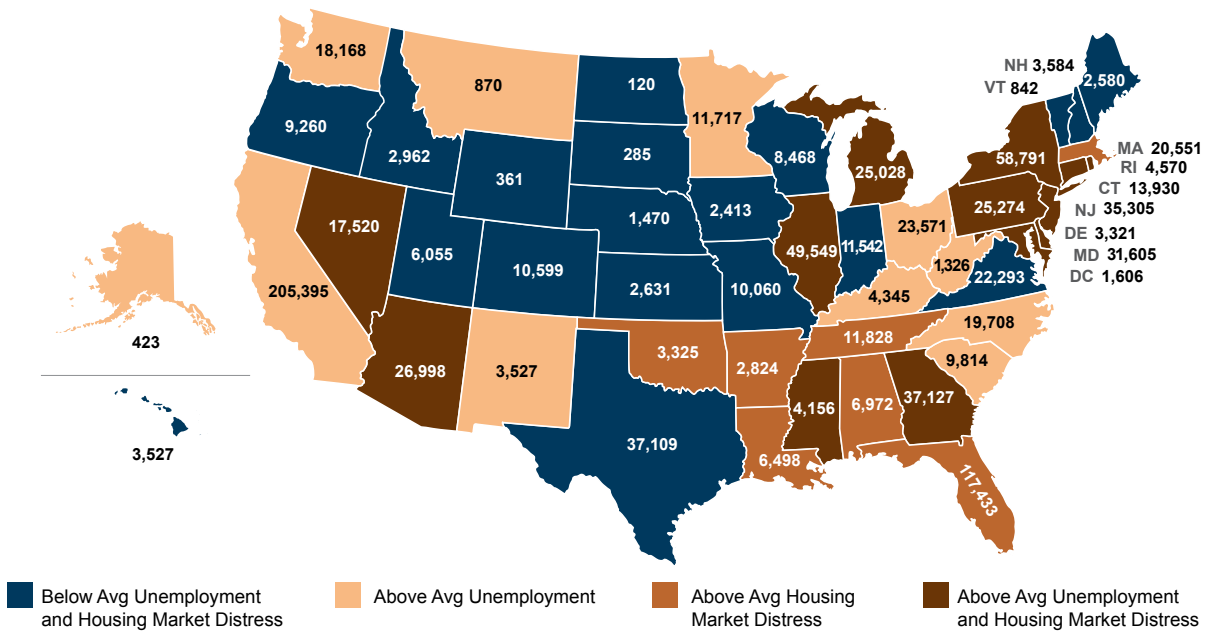 18,168
870
120
11,717
NH 3,584
VT 842
2,580
9,260
2,962
285
8,468
25,028
58,791
MA 20,551
RI 4,570
CT 13,930
NJ 35,305
DE 3,321
MD 31,605
DC 1,606
361
1,470
2,413
25,274
17,520
6,055
10,599
2,631
10,060
49,549
11,542
23,571
1,326
22,293
205,395
4,345
19,708
423
26,998
3,527
3,325
2,824
11,828
9,814
4,156
6,972
37,127
37,109
6,498
117,433
3,527
Below Avg Unemployment
and Housing Market Distress
Above Avg Unemployment
Above Avg Housing
Market Distress
Above Avg Unemployment
and Housing Market Distress